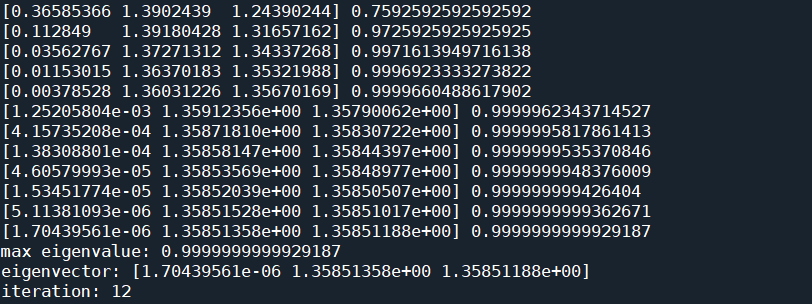 [0.36585366 1.3902439  1.24390244] 0.7592592592592592
[0.112849   1.39180428 1.31657162] 0.9725925925925925
[0.03562767 1.37271312 1.34337268] 0.9971613949716138
[0.01153015 1.36370183 1.35321988] 0.9996923333273822
[0.00378528 1.36031226 1.35670169] 0.9999660488617902
[1.25205804e-03 1.35912356e+00 1.35790062e+00] 0.9999962343714527
[4.15735208e-04 1.35871810e+00 1.35830722e+00] 0.9999995817861413
[1.38308801e-04 1.35858147e+00 1.35844397e+00] 0.9999999535370846
[4.60579993e-05 1.35853569e+00 1.35848977e+00] 0.9999999948376009
[1.53451774e-05 1.35852039e+00 1.35850507e+00] 0.999999999426404
[5.11381093e-06 1.35851528e+00 1.35851017e+00] 0.9999999999362671
[1.70439561e-06 1.35851358e+00 1.35851188e+00] 0.9999999999929187
max eigenvalue: 0.9999999999929187
eigenvector: [1.70439561e-06 1.35851358e+00 1.35851188e+00]
iteration: 12